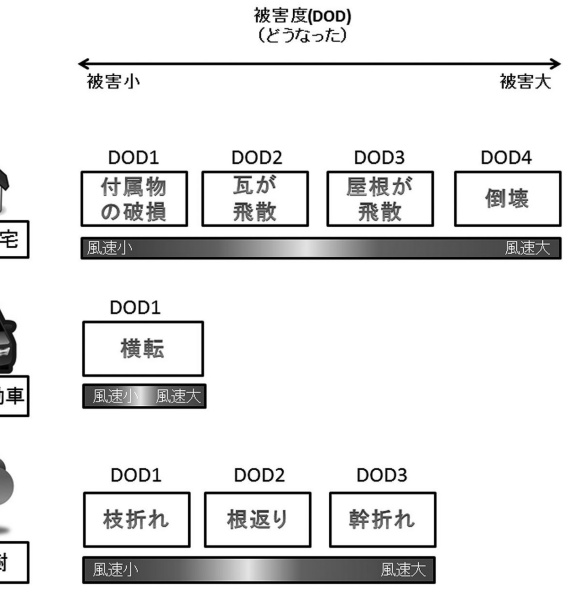 被害度(DOD)
（どうなった）
被害小 被害大
DOD1 DOD2 DOD3 DOD4
付属物
の破損
瓦が
飛散
屋根が
飛散
倒壊
宅
風速小 風速大
DOD1
横転
動車
風速小 風速大
DOD1 DOD2 DOD3
枝折れ 根返り 幹折れ
樹
風速小 風速大